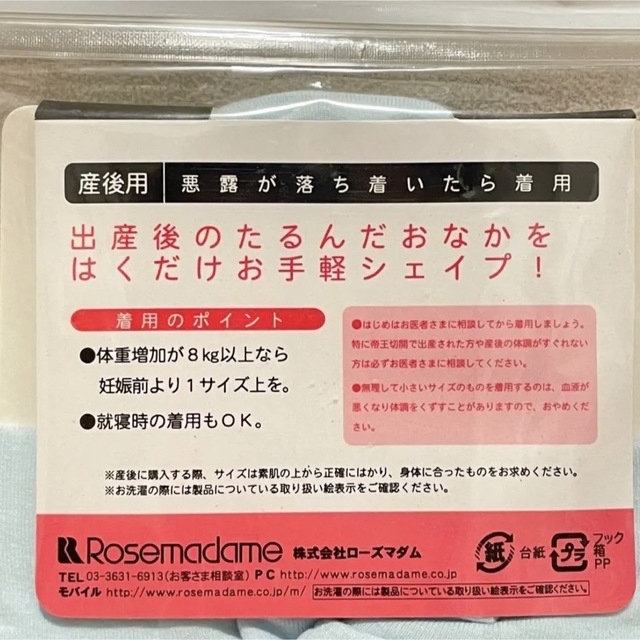 産後用 悪露が落ち着いたら着用
出産後のたるんだおなかを
はくだけお手軽シェイプ！
着用のポイント
●体重増加が8kg以上なら
妊娠前より1サイズ上を。
●就寝時の着用もOK。
●はじめはお医者さまに相談してから着用しましょう。
特に帝王切開で出産された方や産後の体調がすぐれない
方は必ずお医者さまに相談してください。
●無理して小さいサイズのものを着用するのは、血液が
悪くなり体調をくずすことがありますので、おやめくだ
さい。
※産後に購入する際、サイズは素肌の上から正確にはかり、身体に合ったものをお求めください。
※お洗濯の際には製品についている取り扱い絵表示をご確認ください。
Rosemadame 株式会社ローズマダム
TEL 03-3631-6913(お客さま相談室) PC http://www.rosemadame.co.jp
モバイル http://www.rosemadame.co.jp/m/ お洗濯の際には製品についている取り扱い絵表示をご確認ください。
紙 台紙 プラ フック
箱
PP